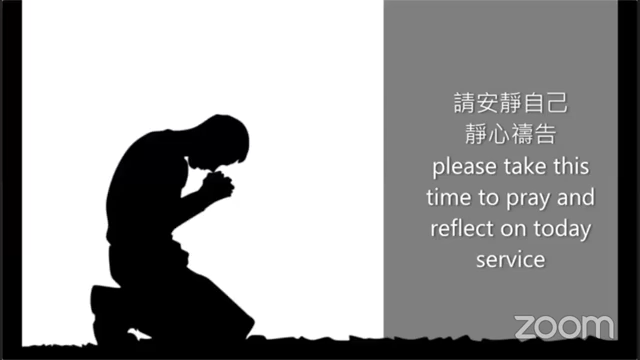 請安靜自己
靜心禱告
please take this
time to pray and
reflect on today
service
zoom